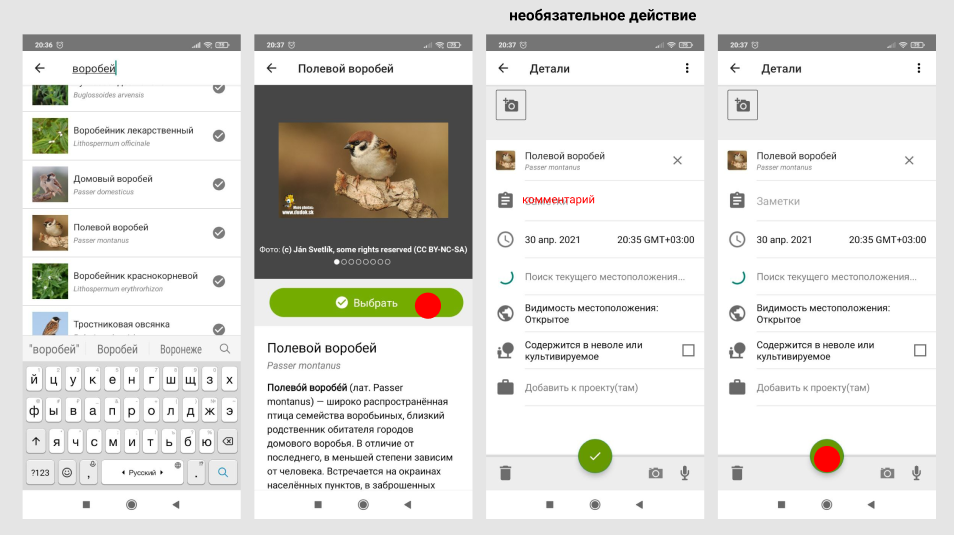 необязательное действие
20:36
76
воробей
Buglossoides arvensis
Воробейник лекарственный
Lithospermum officinale
Домовый воробей
Passer domesticus
Полевой воробей
Passer montanus
Воробейник краснокорневой
Lithospermum erythrorhizon
Тростниковая овсянка
"воробей" Воробей Воронеже
й ц у к е н г ш щ з х
ф ы в а п р о л д ж э
я ч с м и т ь б ю
?123 , Русский .
20:37
Полевой воробей
www.dodok.sk
Фото: (c) Ján Svetlík, some rights reserved (CC BY-NC-SA)
Выбрать
Полевой воробей
Passer montanus
Полево́й воробе́й (лат. Passer
montanus) — широко распространённая
птица семейства воробьиных, близкий
родственник обитателя городов
домового воробья. В отличие от
последнего, в меньшей степени зависим
от человека. Встречается на окраинах
населённых пунктов, в заброшенных
20:37
Детали
Полевой воробей
Passer montanus
комментарий
30 апр. 2021 20:35 GMT+03:00
Поиск текущего местоположения...
Видимость местоположения:
Открытое
Содержится в неволе или
культивируемое
Добавить к проекту(там)
20:37
Детали
Полевой воробей
Passer montanus
Заметки
30 апр. 2021 20:35 GMT+03:00
Поиск текущего местоположения...
Видимость местоположения:
Открытое
Содержится в неволе или
культивируемое
Добавить к проекту(там)